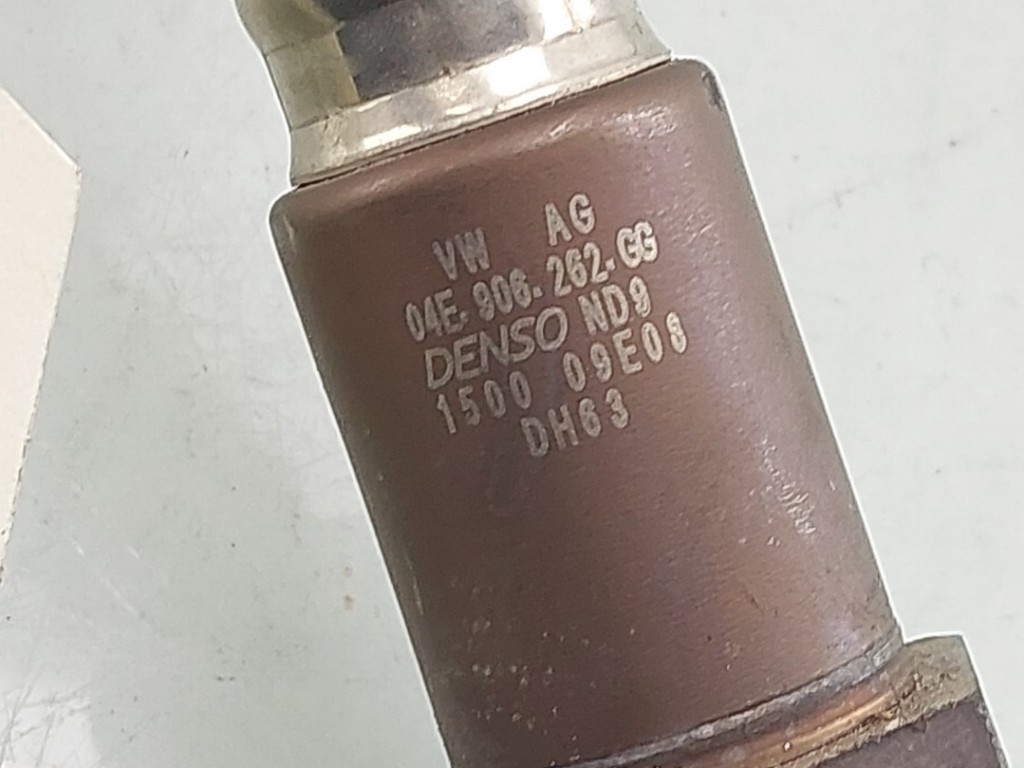 VW AG
04E.906.262.GG
DENSO ND9
1500 09E08
DH63